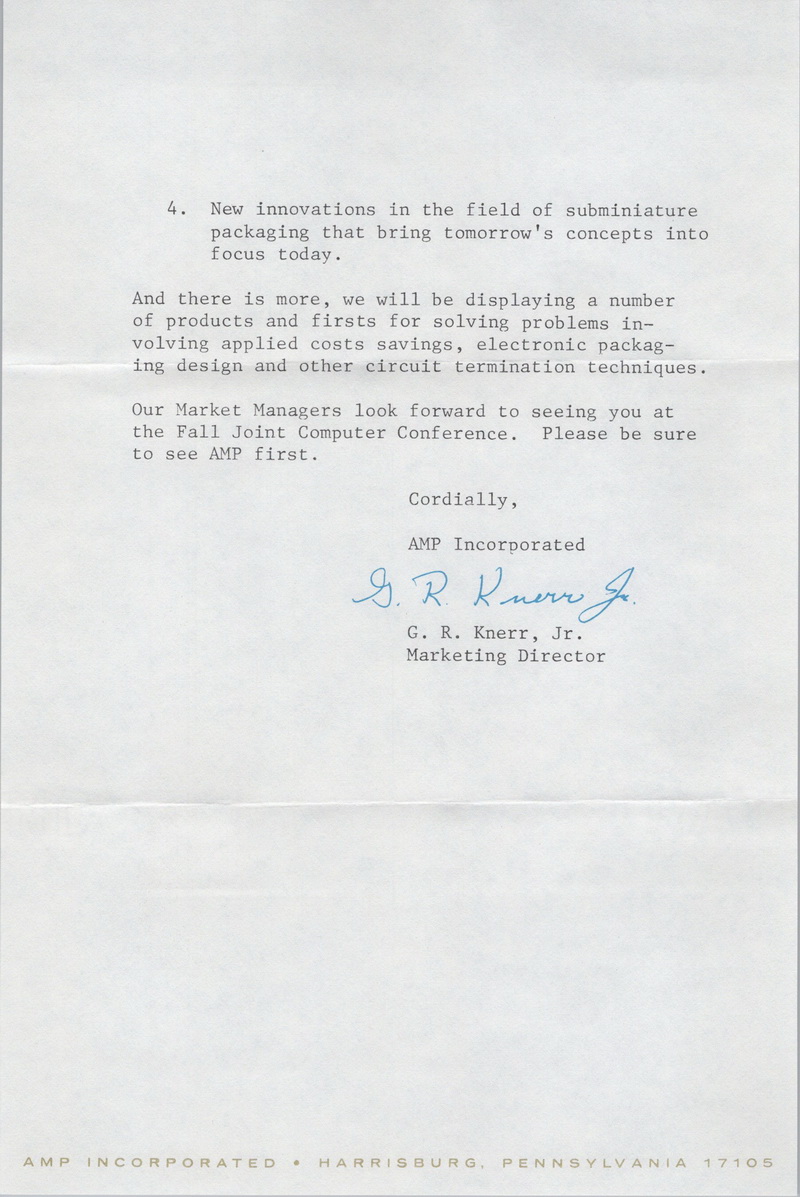 4. New innovations in the field of subminiature
packaging that bring tomorrow's concepts into
focus today.
And there is more, we will be displaying a number
of products and firsts for solving problems in-
volving applied costs savings, electronic packag-
ing design and other circuit termination techniques.
Our Market Managers look forward to seeing you at
the Fall Joint Computer Conference. Please be sure
to see AMP first.
Cordially,
AMP Incorporated
G. R. Knerr Jr.
G. R. Knerr, Jr.
Marketing Director
AMP INCORPORATED • HARRISBURG, PENNSYLVANIA 17105